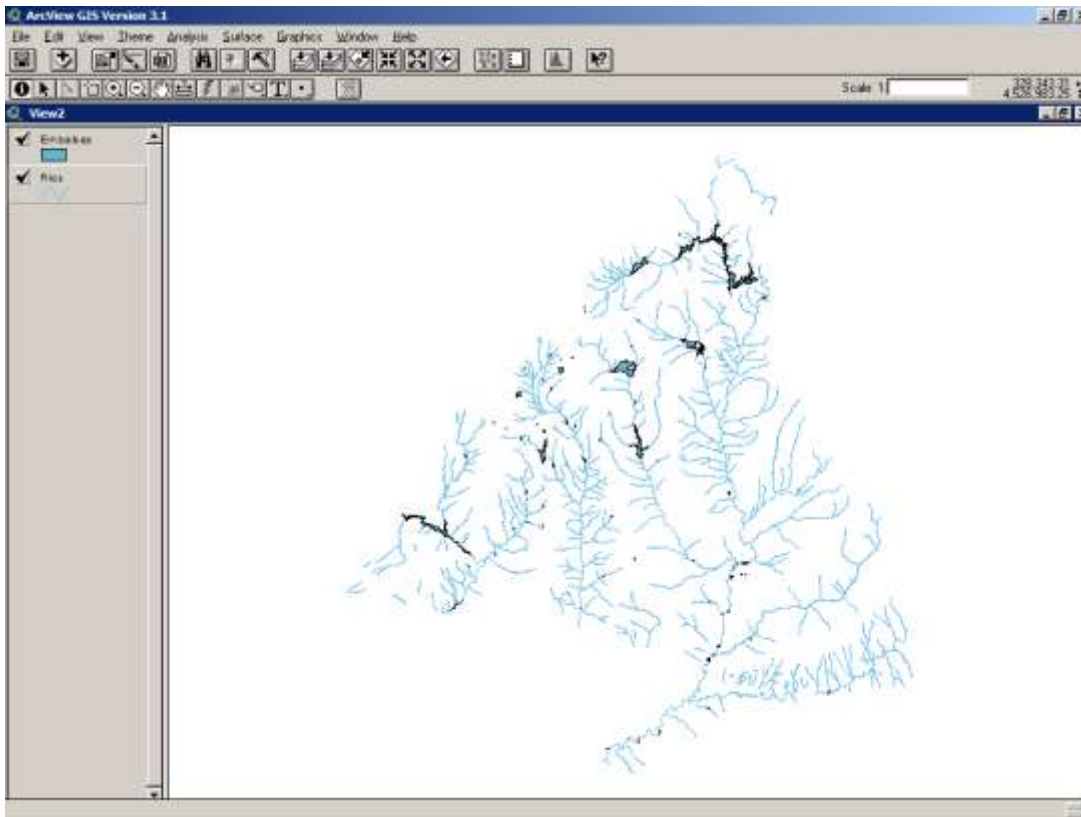 ArcView GIS Version 3.1
File Edit View Theme Analysis Surface Graphics Window Help
Scale 1:
View2
Embalses
Rios